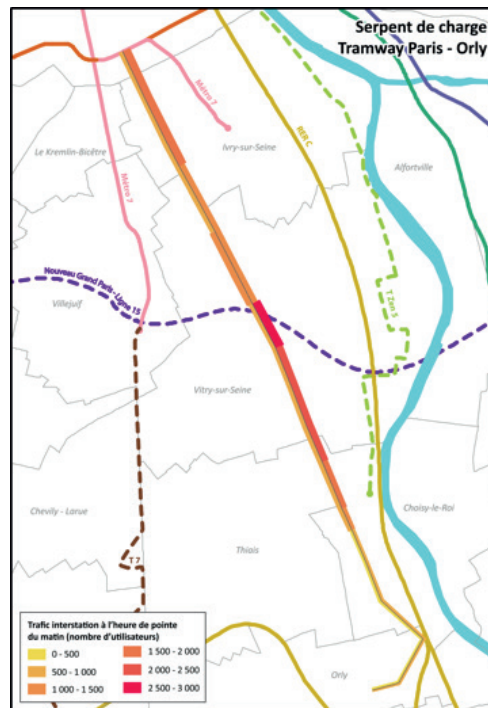 Serpent de charge
Tramway Paris - Orly
Métro 7
Ivry-sur-Seine
RER C
Le Kremlin-Bicêtre
Métro 7
Alfortville
Nouveau Grand Paris - Ligne 15
Villejuif
T Zen 5
Vitry-sur-Seine
Chevily - Larue
Choisy-le-Roi
Thiais
T 7
Orly
Trafic interstation à l'heure de pointe
du matin (nombre d'utilisateurs)
0 - 500
500 - 1 000
1 000 - 1 500
1 500 - 2 000
2 000 - 2 500
2 500 - 3 000